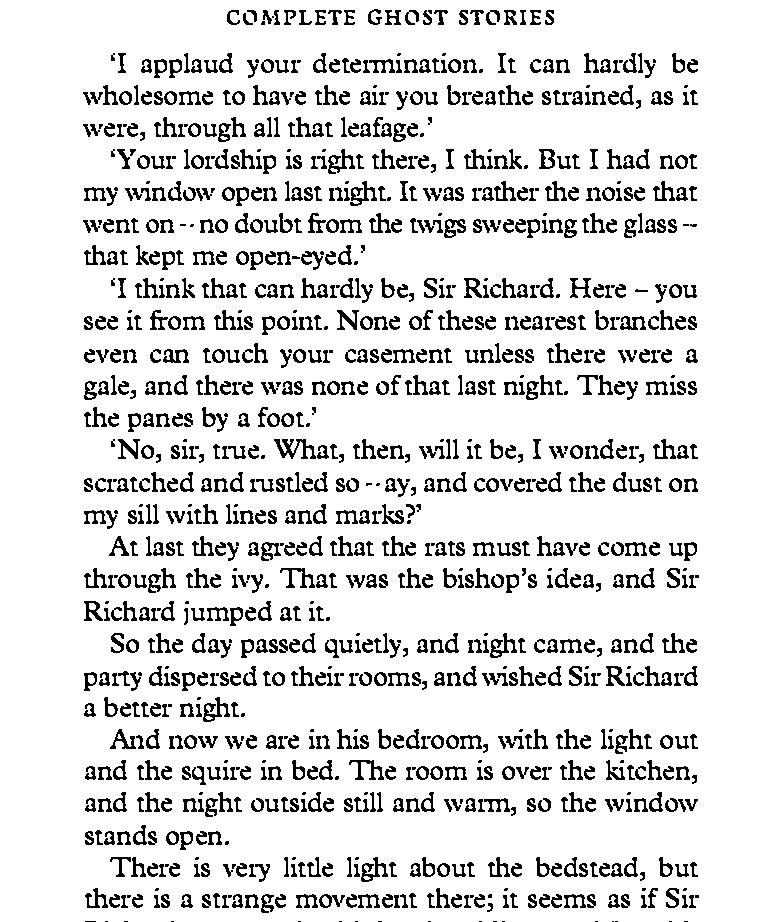 COMPLETE GHOST STORIES
‘I applaud your determination. It can hardly be
wholesome to have the air you breathe strained, as it
were, through all that leafage.’
‘Your lordship is right there, I think. But I had not
my window open last night. It was rather the noise that
went on -- no doubt from the twigs sweeping the glass –
that kept me open-eyed.’
‘I think that can hardly be, Sir Richard. Here – you
see it from this point. None of these nearest branches
even can touch your casement unless there were a
gale, and there was none of that last night. They miss
the panes by a foot.’
‘No, sir, true. What, then, will it be, I wonder, that
scratched and rustled so -- ay, and covered the dust on
my sill with lines and marks?’
At last they agreed that the rats must have come up
through the ivy. That was the bishop’s idea, and Sir
Richard jumped at it.
So the day passed quietly, and night came, and the
party dispersed to their rooms, and wished Sir Richard
a better night.
And now we are in his bedroom, with the light out
and the squire in bed. The room is over the kitchen,
and the night outside still and warm, so the window
stands open.
There is very little light about the bedstead, but
there is a strange movement there; it seems as if Sir